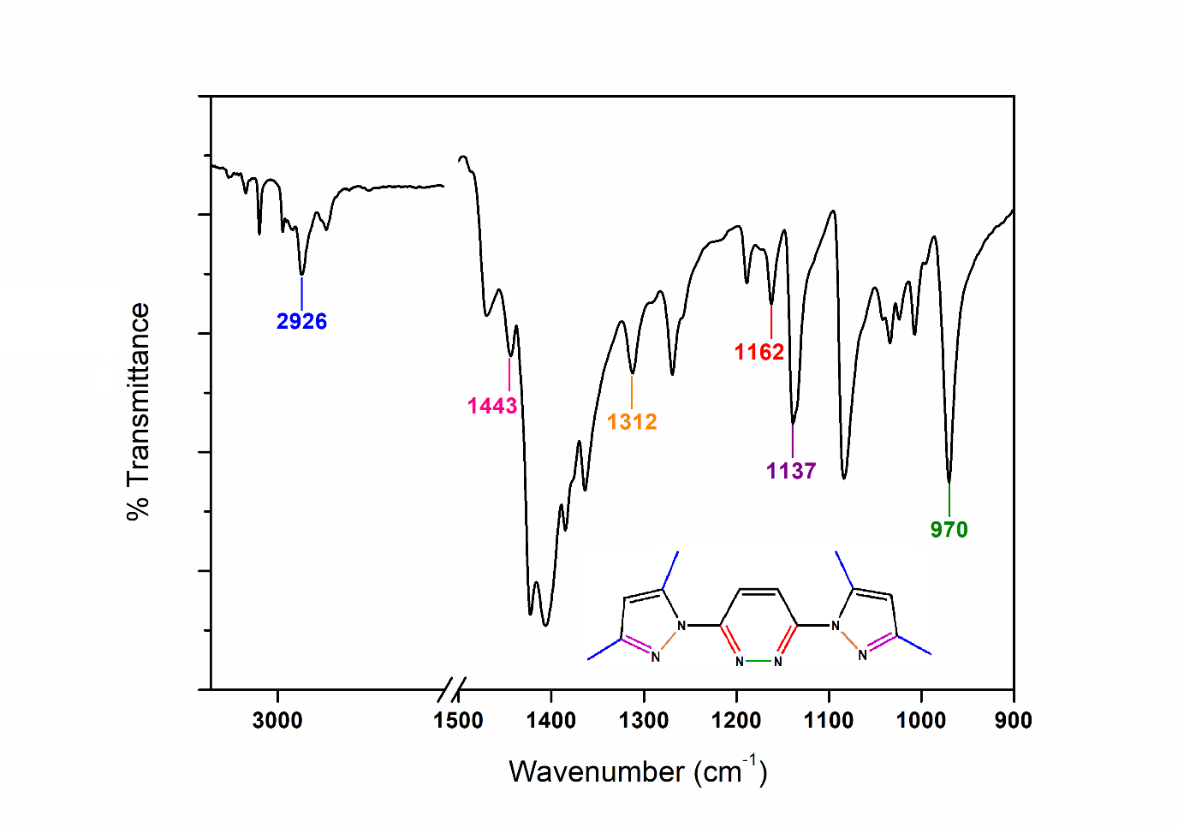 % Transmittance
2926
1443
1312
1162
1137
970
N
N
N
N
N
N
3000
1500
1400
1300
1200
1100
1000
900
Wavenumber (cm⁻¹)